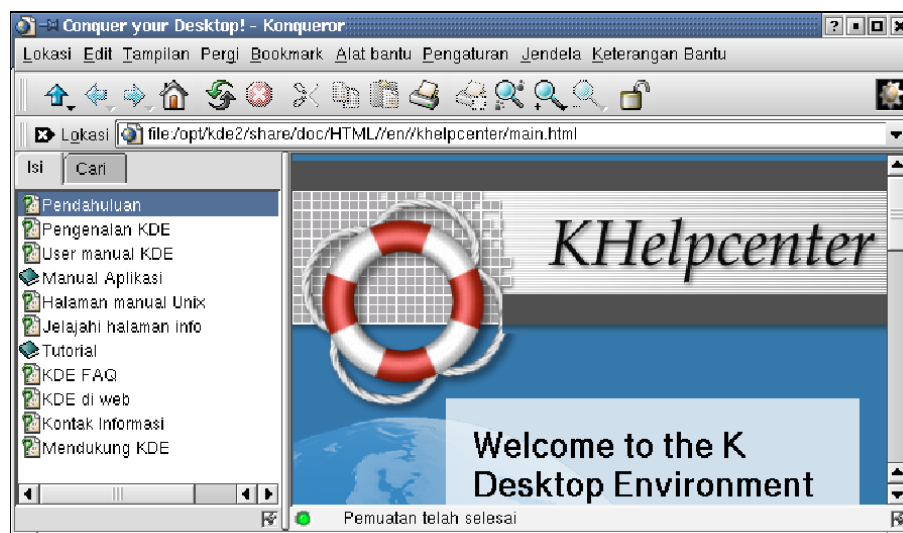 Conquer your Desktop! - Konqueror
Lokasi Edit Tampilan Pergi Bookmark Alat bantu Pengaturan Jendela Keterangan Bantu
Lokasi file:/opt/kde2/share/doc/HTML//en//khelpcenter/main.html
Isi Cari
Pendahuluan
Pengenalan KDE
User manual KDE
Manual Aplikasi
Halaman manual Unix
Jelajahi halaman info
Tutorial
KDE FAQ
KDE di web
Kontak Informasi
Mendukung KDE
KHelpcenter
Welcome to the K
Desktop Environment
Pemuatan telah selesai